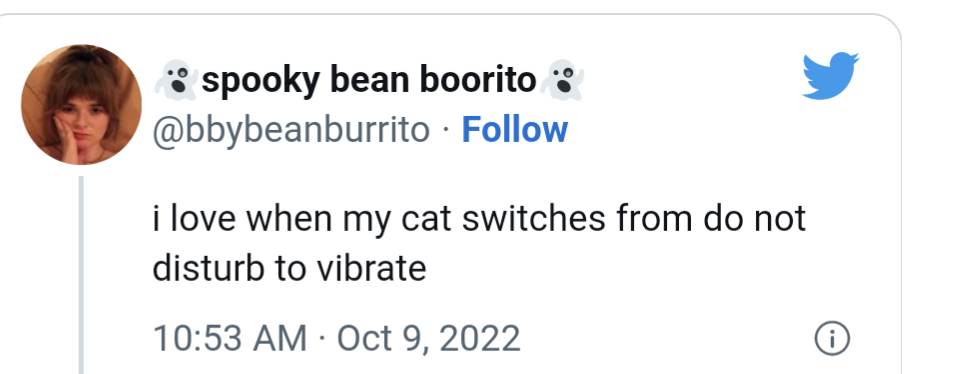 👻spooky bean boorito👻
@bbybeanburrito · Follow
i love when my cat switches from do not
disturb to vibrate
10:53 AM · Oct 9, 2022